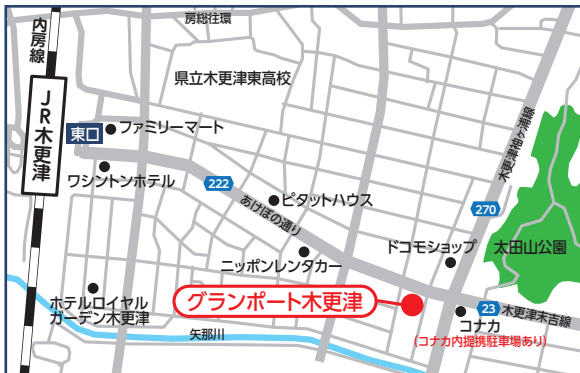 房総往環
内房線
県立木更津東高校
JR木更津
東口
ファミリーマート
木更津袖ヶ浦線
ワシントンホテル
222
ピタットハウス
270
あけぼの通り
ドコモショップ
太田山公園
ニッポンレンタカー
ホテルロイヤル
ガーデン木更津
グランポート木更津
23
木更津末吉線
コナカ
(コナカ内提携駐車場あり)
矢那川